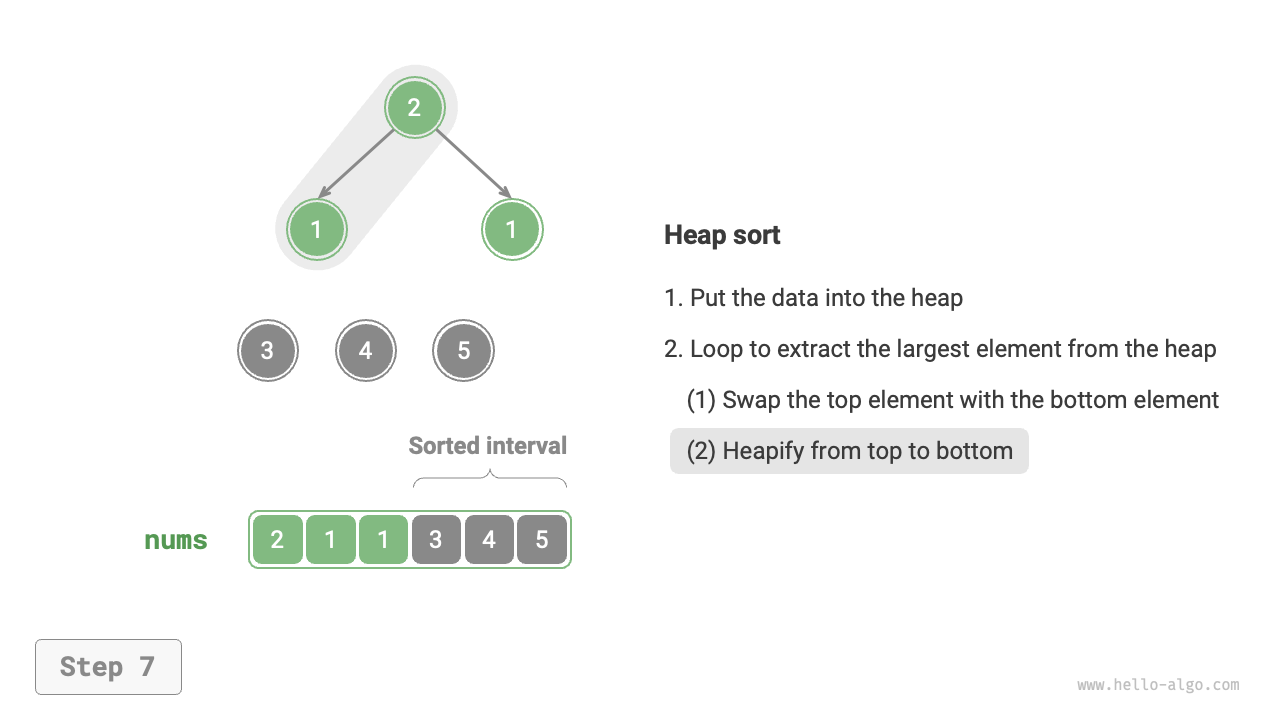 2
1 1
3 4 5
Sorted interval
nums 2 1 1 3 4 5
Heap sort
1. Put the data into the heap
2. Loop to extract the largest element from the heap
(1) Swap the top element with the bottom element
(2) Heapify from top to bottom
Step 7
www.hello-algo.com